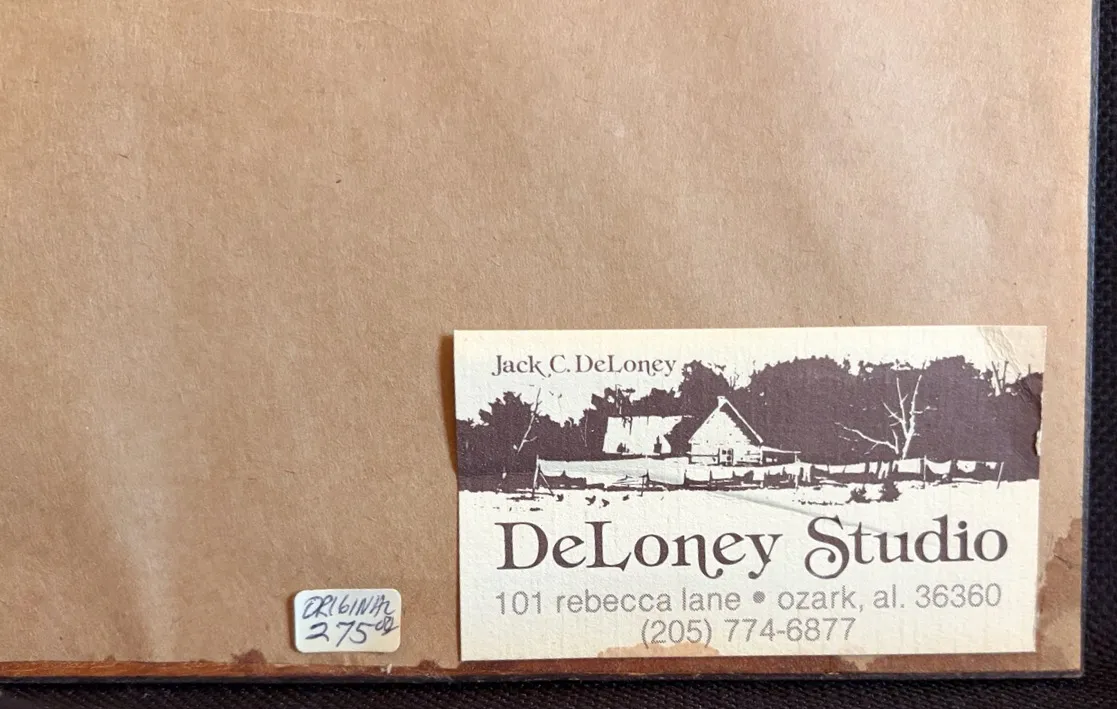 Jack C. DeLoney
DeLoney Studio
101 rebecca lane • ozark, al. 36360
(205) 774-6877
ORIGINAL
275 00